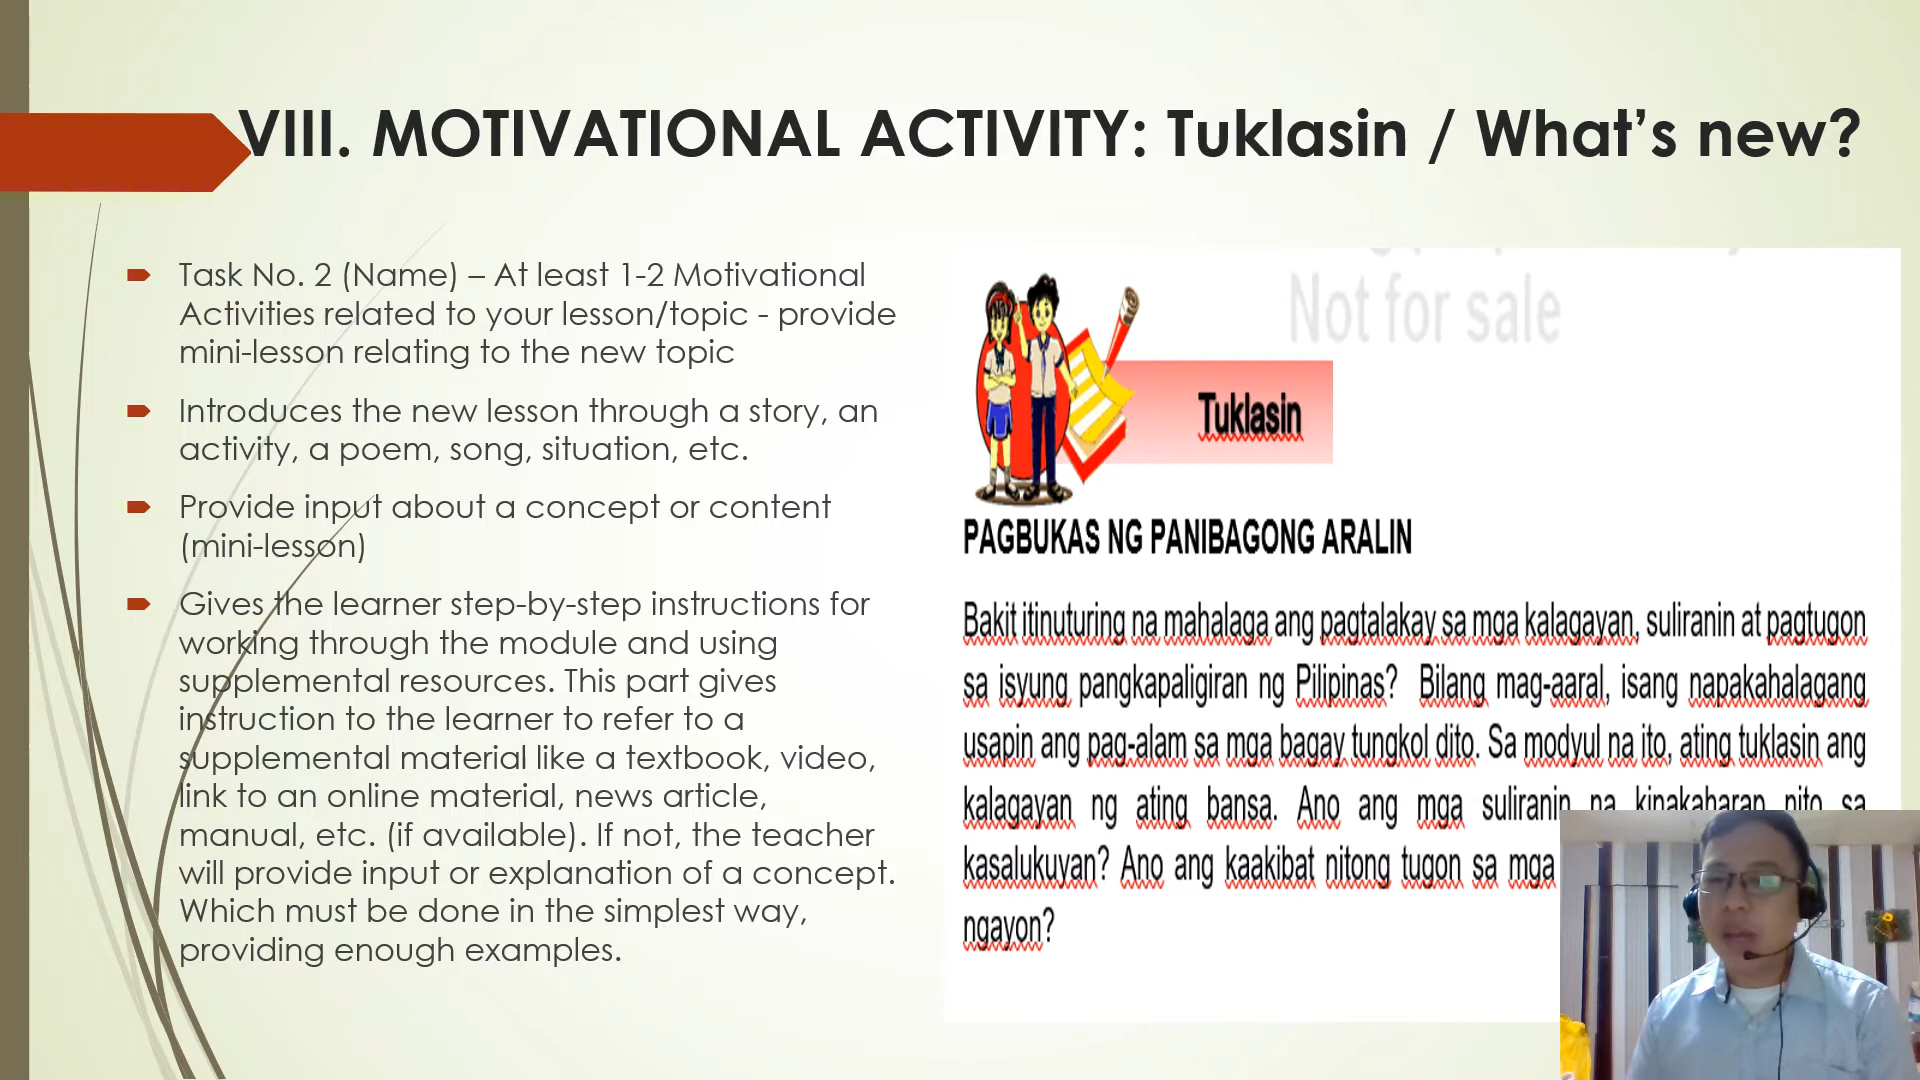 VIII. MOTIVATIONAL ACTIVITY: Tuklasin / What's new?
Task No. 2 (Name) – At least 1-2 Motivational
Activities related to your lesson/topic - provide
mini-lesson relating to the new topic
Introduces the new lesson through a story, an
activity, a poem, song, situation, etc.
Provide input about a concept or content
(mini-lesson)
Gives the learner step-by-step instructions for
working through the module and using
supplemental resources. This part gives
instruction to the learner to refer to a
supplemental material like a textbook, video,
link to an online material, news article,
manual, etc. (if available). If not, the teacher
will provide input or explanation of a concept.
Which must be done in the simplest way,
providing enough examples.
Not for sale
Tuklasin
PAGBUKAS NG PANIBAGONG ARALIN
Bakit itinuturing na mahalaga ang pagtalakay sa mga kalagayan, suliranin at pagtugon
sa isyung pangkapaligiran ng Pilipinas? Bilang mag-aaral, isang napakahalagang
usapin ang pag-alam sa mga bagay tungkol dito. Sa modyul na ito, ating tuklasin ang
kalagayan ng ating bansa. Ano ang mga suliranin na kinakaharap nito sa
kasalukuyan? Ano ang kaakibat nitong tugon sa mga
ngayon?